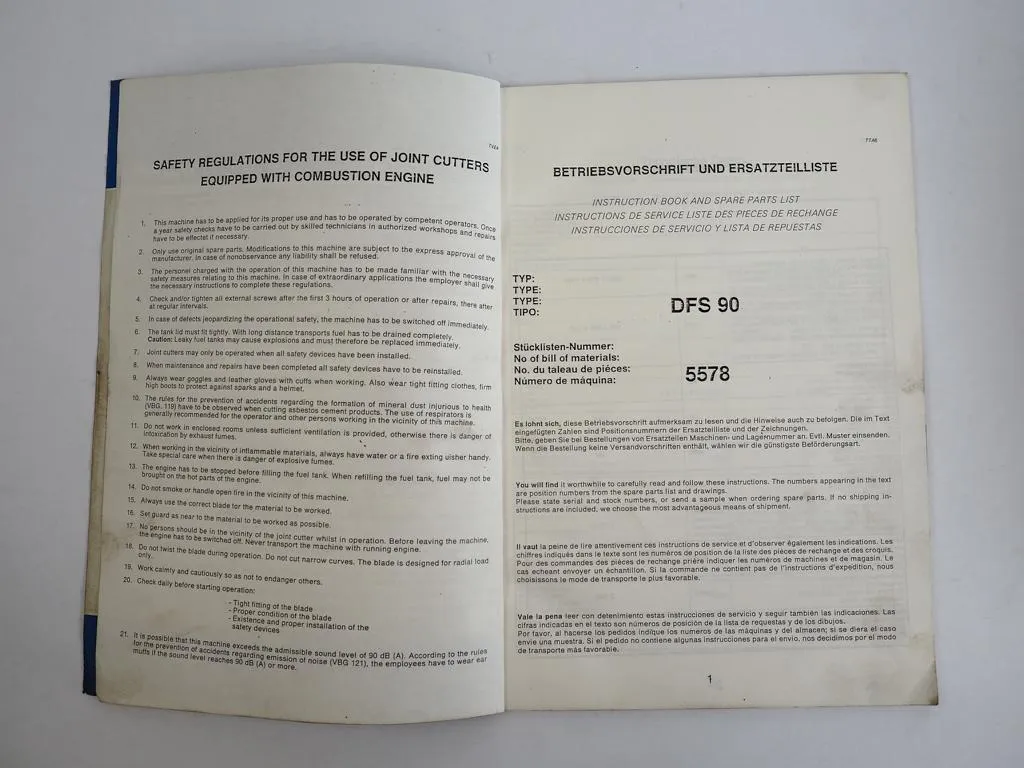 SAFETY REGULATIONS FOR THE USE OF JOINT CUTTERS
EQUIPPED WITH COMBUSTION ENGINE
1. This machine has to be applied for its proper use and has to be operated by competent operators. Once
a year safety checks have to be carried out by skilled technicians in authorized workshops and repairs
have to be effectet if necessary.
2. Only use original spare parts. Modifications to this machine are subject to the express approval of the
manufacturer. In case of nonobservance any liability shall be refused.
3. The personel charged with the operation of this machine has to be made familiar with the necessary
safety measures relating to this machine. In case of extraordinary applications the employer shall give
the necessary instructions to complete these regulations.
4. Check and/or tighten all external screws after the first 3 hours of operation or after repairs, there after
at regular intervals.
5. In case of defects jeopardizing the operational safety, the machine has to be switched off immediately.
6. The tank lid must fit tightly. With long distance transports fuel has to be drained completely.
Caution: Leaky fuel tanks may cause explosions and must therefore be replaced immediately.
7. Joint cutters may only be operated when all safety devices have been installed.
8. When maintenance and repairs have been completed all safety devices have to be reinstalled.
9. Always wear goggles and leather gloves with cuffs when working. Also wear tight fitting clothes, firm
high boots to protect against sparks and a helmet.
10. The rules for the prevention of accidents regarding the formation of mineral dust injurious to health
(VBG. 119) have to be observed when cutting asbestos cement products. The use of respirators is
generally recommended for the operator and other persons working in the vicinity of this machine.
11. Do not work in enclosed rooms unless sufficient ventilation is provided, otherwise there is danger of
intoxication by exhaust fumes.
12. When working in the vicinity of inflammable materials, always have water or a fire exting uisher handy.
Take special care when there is danger of explosive fumes.
13. The engine has to be stopped before filling the fuel tank. When refilling the fuel tank, fuel may not be
brought on the hot parts of the engine.
14. Do not smoke or handle open fire in the vicinity of this machine.
15. Always use the correct blade for the material to be worked.
16. Set guard as near to the material to be worked as possible.
17. No persons should be in the vicinity of the joint cutter whilst in operation. Before leaving the machine,
the engine has to be switched off. Never transport the machine with running engine.
18. Do not twist the blade during operation. Do not cut narrow curves. The blade is designed for radial load
only.
19. Work calmly and cautiously so as not to endanger others.
20. Check daily before starting operation:
- Tight fitting of the blade
- Proper condition of the blade
- Existence and proper installation of the
safety devices
21. It is possible that this machine exceeds the admissible sound level of 90 dB (A). According to the rules
for the prevention of accidents regarding emission of noise (VBG 121), the employees have to wear ear
muffs if the sound level reaches 90 dB (A) or more.
BETRIEBSVORSCHRIFT UND ERSATZTEILLISTE
INSTRUCTION BOOK AND SPARE PARTS LIST
INSTRUCTIONS DE SERVICE LISTE DES PIECES DE RECHANGE
INSTRUCCIONES DE SERVICIO Y LISTA DE REPUESTAS
TYP:
TYPE:
TYPE:
TIPO:
DFS 90
Stücklisten-Nummer:
No of bill of materials:
No. du taleau de piéces:
Número de máquina:
5578
Es lohnt sich, diese Betriebsvorschrift aufmerksam zu lesen und die Hinweise auch zu befolgen. Die im Text
eingefügten Zahlen sind Positionsnummern der Ersatzteilliste und der Zeichnungen.
Bitte, geben sie bei Bestellungen von Ersatzteilen Maschinen- und Lagernummer an. Evtl. Muster einsenden.
Wenn die Bestellung keine Versandvorschriften enthält, wählen wir die günstigste Beförderungsart.
You will find it worthwhile to carefully read and follow these instructions. The numbers appearing in the text
are position numbers from the spare parts list and drawings.
Please state serial and stock numbers, or send a sample when ordering spare parts. If no shipping in-
structions are included, we choose the most advantageous means of shipment.
Il vaut la peine de lire attentivement ces instructions de service et d'observer également les indications. Les
chiffres indiqués dans le texte sont les numéros de position de la liste des pièces de rechange et des croquis.
Pour des commandes des pièces de rechange prière indiquer les numéros de machine et de magasin. Le
cas echeant envoyer un échantillon. Si la commande ne contient pas de l'instructions d'expédition, nous
choisissons le mode de transporte le plus favorable.
Vale la pena leer con detenimiento estas instrucciones de servicio y seguir también las indicaciones. Las
cifras indicadas en el texto son números de posición de la lista de requestas y de los dibujos.
Por favor, al hacerse los pedidos indique los numeros de las máquinas y del almacen; si se diera el caso
envie una muestra. Si el pedido no contiene algunas instrucciones para el envio, nos decidimos por el modo
de transporte más favorable.
1